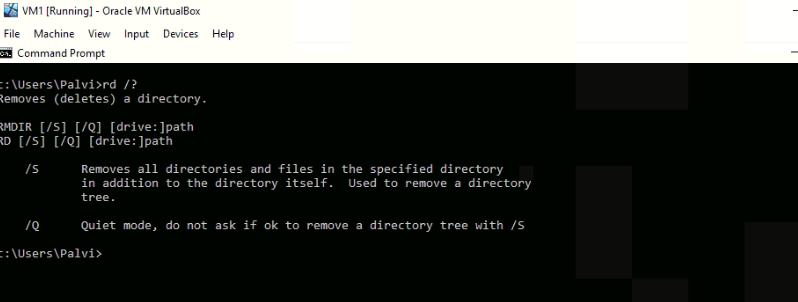 VM1 [Running] - Oracle VM VirtualBox
File Machine View Input Devices Help
Command Prompt
C:\Users\Palvi>rd /?
Removes (deletes) a directory.
RMDIR [/S] [/Q] [drive:]path
RD [/S] [/Q] [drive:]path
/S Removes all directories and files in the specified directory
in addition to the directory itself. Used to remove a directory
tree.
/Q Quiet mode, do not ask if ok to remove a directory tree with /S
C:\Users\Palvi>